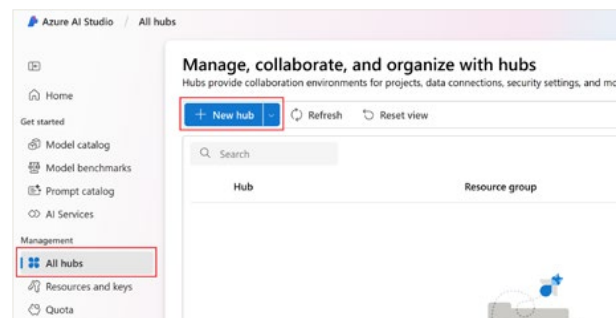 Azure AI Studio / All hubs
Home
Get started
Model catalog
Model benchmarks
Prompt catalog
AI Services
Management
All hubs
Resources and keys
Quota
Manage, collaborate, and organize with hubs
Hubs provide collaboration environments for projects, data connections, security settings, and mo
+ New hub
Refresh
Reset view
Search
Hub Resource group